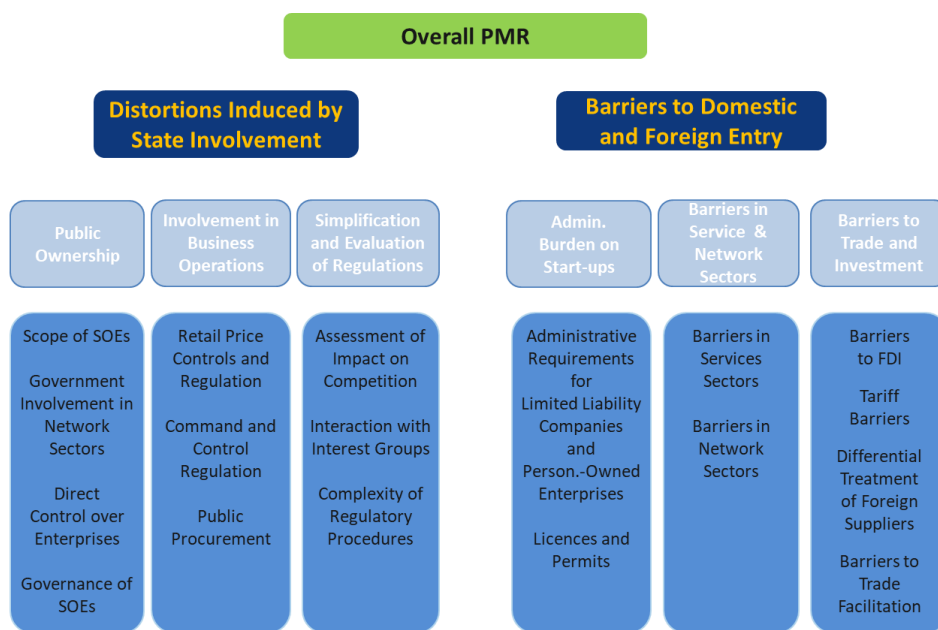 Overall PMR
Distortions Induced by
State Involvement
Barriers to Domestic
and Foreign Entry
Public
Ownership
Involvement in
Business
Operations
Simplification
and Evaluation
of Regulations
Admin.
Burden on
Start-ups
Barriers in
Service &
Network
Sectors
Barriers to
Trade and
Investment
Scope of SOEs
Government
Involvement in
Network
Sectors
Direct
Control over
Enterprises
Governance of
SOEs
Retail Price
Controls and
Regulation
Command and
Control
Regulation
Public
Procurement
Assessment of
Impact on
Competition
Interaction with
Interest Groups
Complexity of
Regulatory
Procedures
Administrative
Requirements
for
Limited Liability
Companies
and
Person.-Owned
Enterprises
Licences and
Permits
Barriers in
Services
Sectors
Barriers in
Network
Sectors
Barriers
to FDI
Tariff
Barriers
Differential
Treatment
of Foreign
Suppliers
Barriers to
Trade
Facilitation